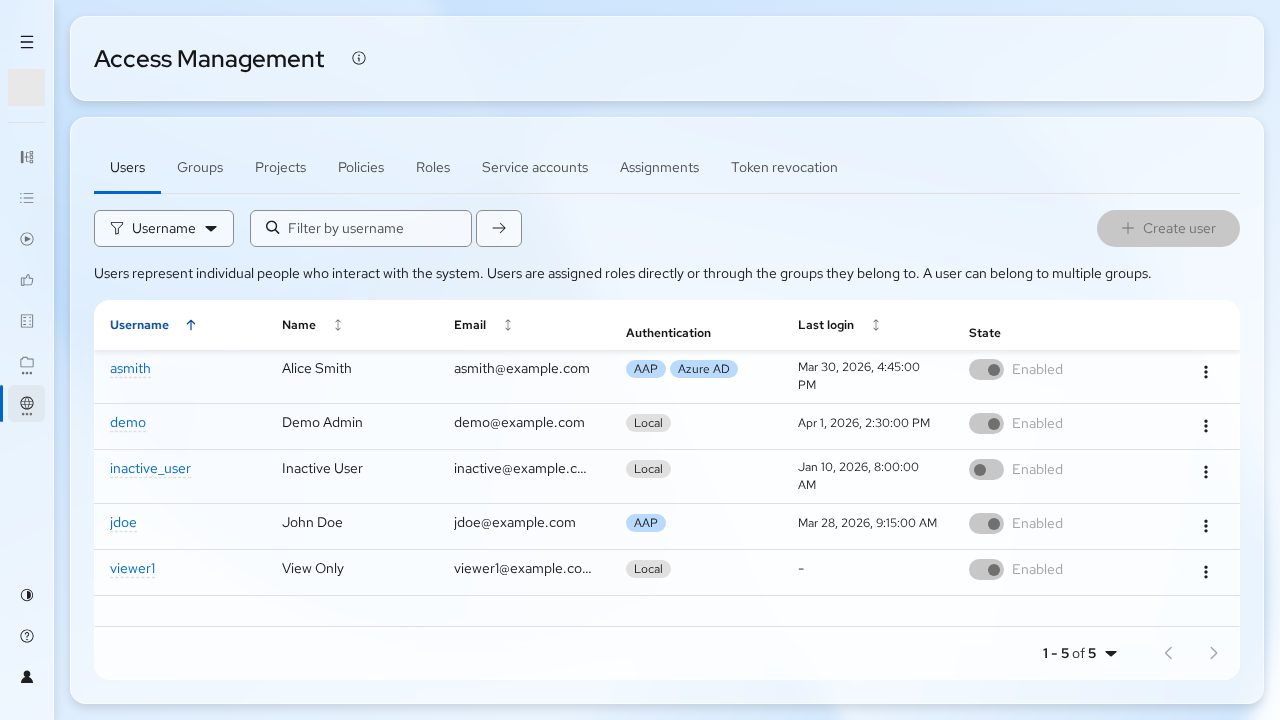 Access Management
Users Groups Projects Policies Roles Service accounts Assignments Token revocation
Username Filter by username Create user
Users represent individual people who interact with the system. Users are assigned roles directly or through the groups they belong to. A user can belong to multiple groups.
Username Name Email Authentication Last login State
asmith Alice Smith asmith@example.com AAP Azure AD Mar 30, 2026, 4:45:00 Enabled
PM
demo Demo Admin demo@example.com Local Apr 1, 2026, 2:30:00 PM Enabled
inactive_user Inactive User inactive@example.c... Local Jan 10, 2026, 8:00:00 Enabled
AM
jdoe John Doe jdoe@example.com AAP Mar 28, 2026, 9:15:00 AM Enabled
viewer1 View Only viewer1@example.co... Local - Enabled
1 - 5 of 5